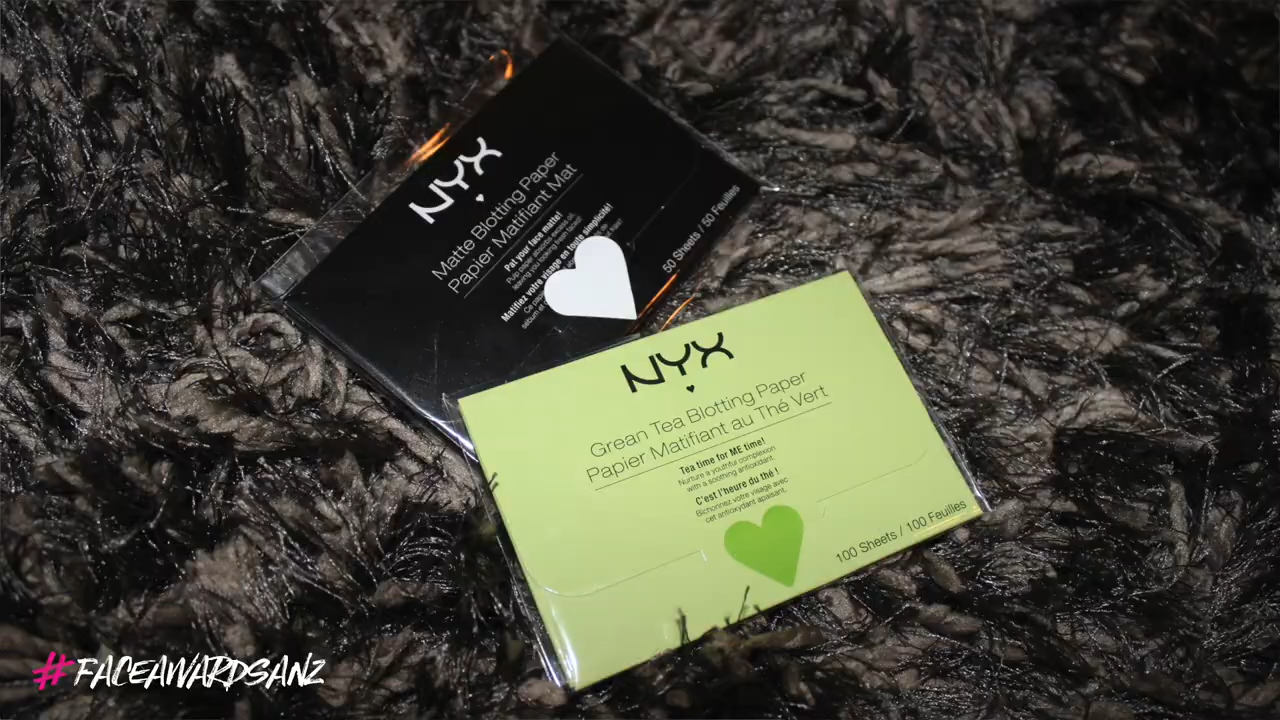 NYX
Matte Blotting Paper
Papier Matifiant Mat
Pat your face matte!
Matifiez votre visage en toute simplicité!
50 Sheets / 50 Feuilles
NYX
Grean Tea Blotting Paper
Papier Matifiant au Thé Vert
Tea time for ME time!
Nurture a youthful complexion
with a soothing antioxidant.
C'est l'heure du thé !
Bichonnez votre visage avec
cet antioxydant apaisant.
100 Sheets / 100 Feuilles
#FACEAWARDSANZ